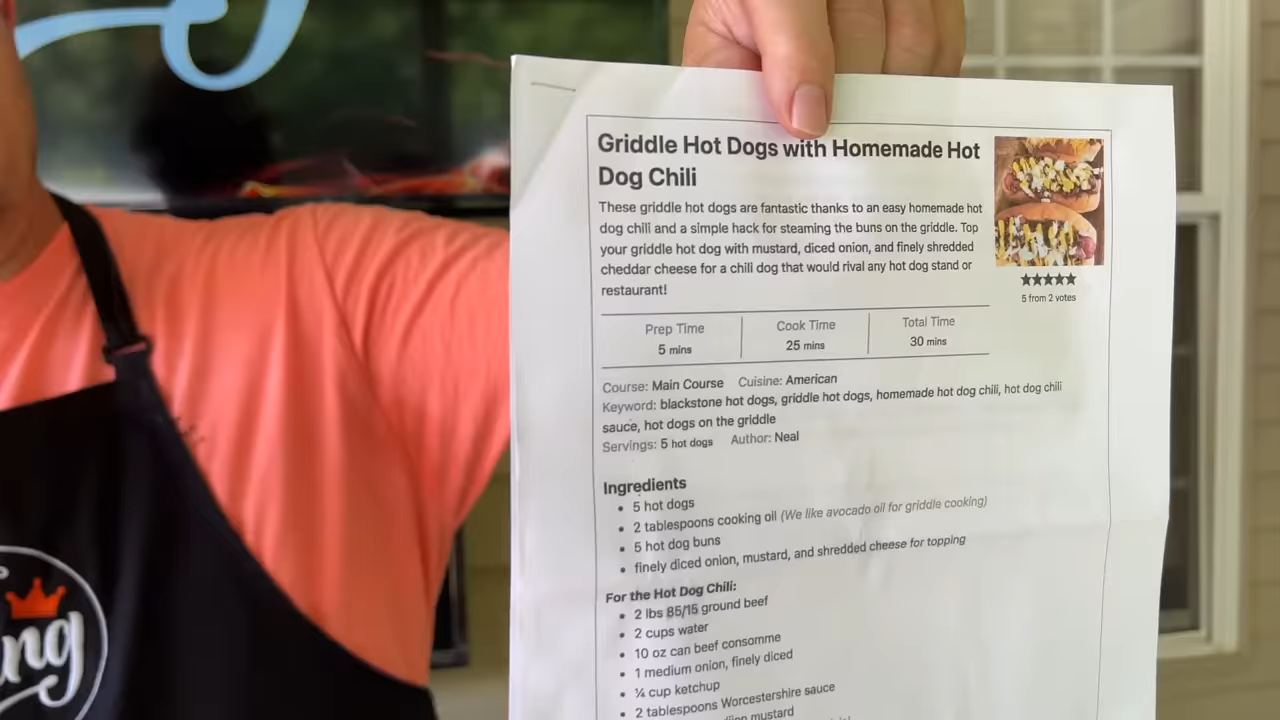 Griddle Hot Dogs with Homemade Hot
Dog Chili
These griddle hot dogs are fantastic thanks to an easy homemade hot
dog chili and a simple hack for steaming the buns on the griddle. Top
your griddle hot dog with mustard, diced onion, and finely shredded
cheddar cheese for a chili dog that would rival any hot dog stand or
restaurant!
5 from 2 votes
Prep Time Cook Time Total Time
5 mins 25 mins 30 mins
Course: Main Course Cuisine: American
Keyword: blackstone hot dogs, griddle hot dogs, homemade hot dog chili, hot dog chili
sauce, hot dogs on the griddle
Servings: 5 hot dogs Author: Neal
Ingredients
• 5 hot dogs
• 2 tablespoons cooking oil (We like avocado oil for griddle cooking)
• 5 hot dog buns
• finely diced onion, mustard, and shredded cheese for topping
For the Hot Dog Chili:
• 2 lbs 85/15 ground beef
• 2 cups water
• 10 oz can beef consomme
• 1 medium onion, finely diced
• ¼ cup ketchup
• 2 tablespoons Worcestershire sauce
mustard